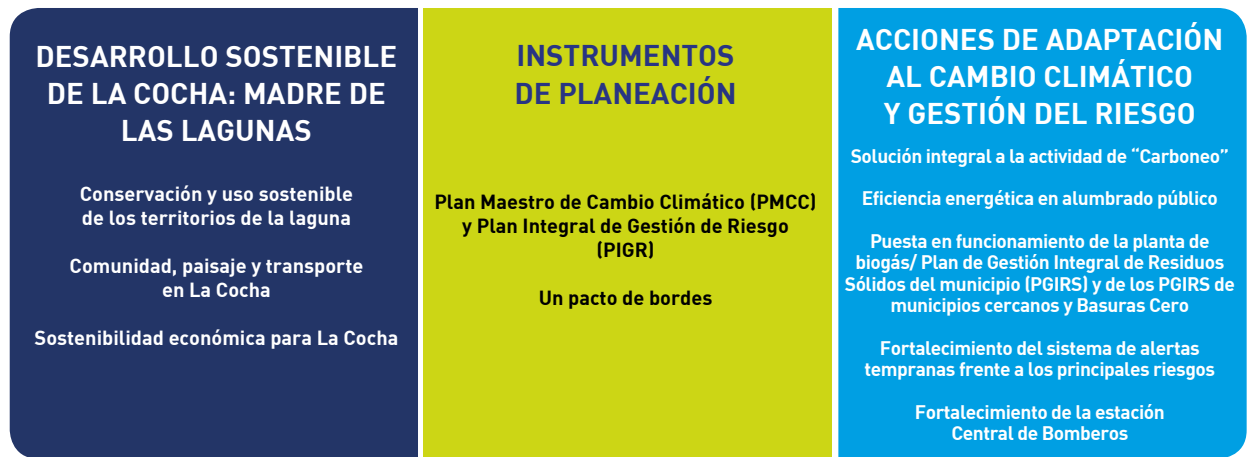 DESARROLLO SOSTENIBLE
DE LA COCHA: MADRE DE
LAS LAGUNAS
Conservación y uso sostenible
de los territorios de la laguna
Comunidad, paisaje y transporte
en La Cocha
Sostenibilidad económica para La Cocha
INSTRUMENTOS
DE PLANEACIÓN
Plan Maestro de Cambio Climático (PMCC)
y Plan Integral de Gestión de Riesgo
(PIGR)
Un pacto de bordes
ACCIONES DE ADAPTACIÓN
AL CAMBIO CLIMÁTICO
Y GESTIÓN DEL RIESGO
Solución integral a la actividad de “Carboneo”
Eficiencia energética en alumbrado público
Puesta en funcionamiento de la planta de
biogás/ Plan de Gestión Integral de Residuos
Sólidos del municipio (PGIRS) y de los PGIRS de
municipios cercanos y Basuras Cero
Fortalecimiento del sistema de alertas
tempranas frente a los principales riesgos
Fortalecimiento de la estación
Central de Bomberos